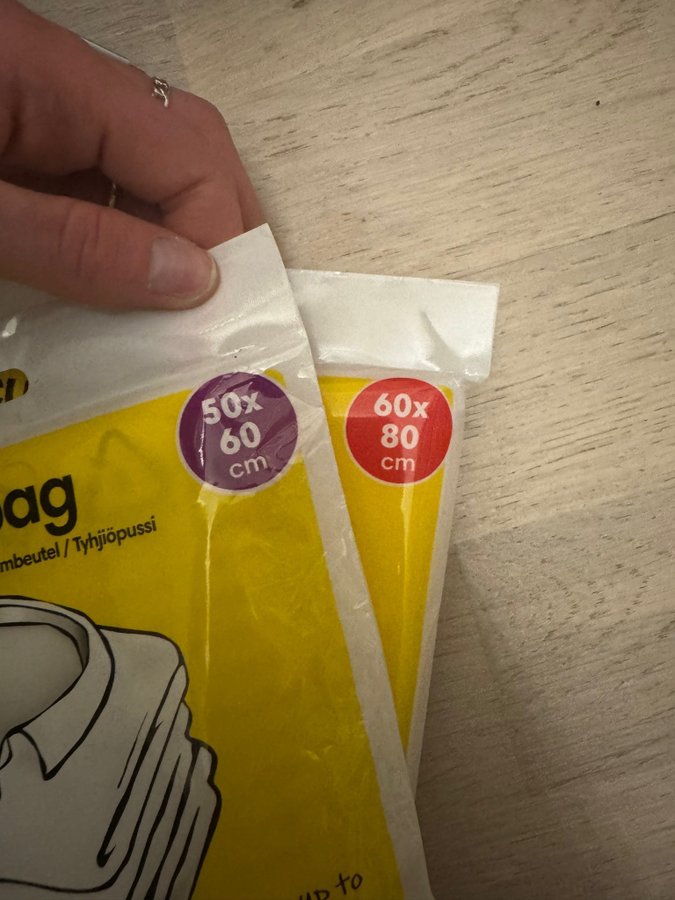 50x
60
cm
60x
80
cm
bag
mbeutel / Tyhjiöpussi
up to